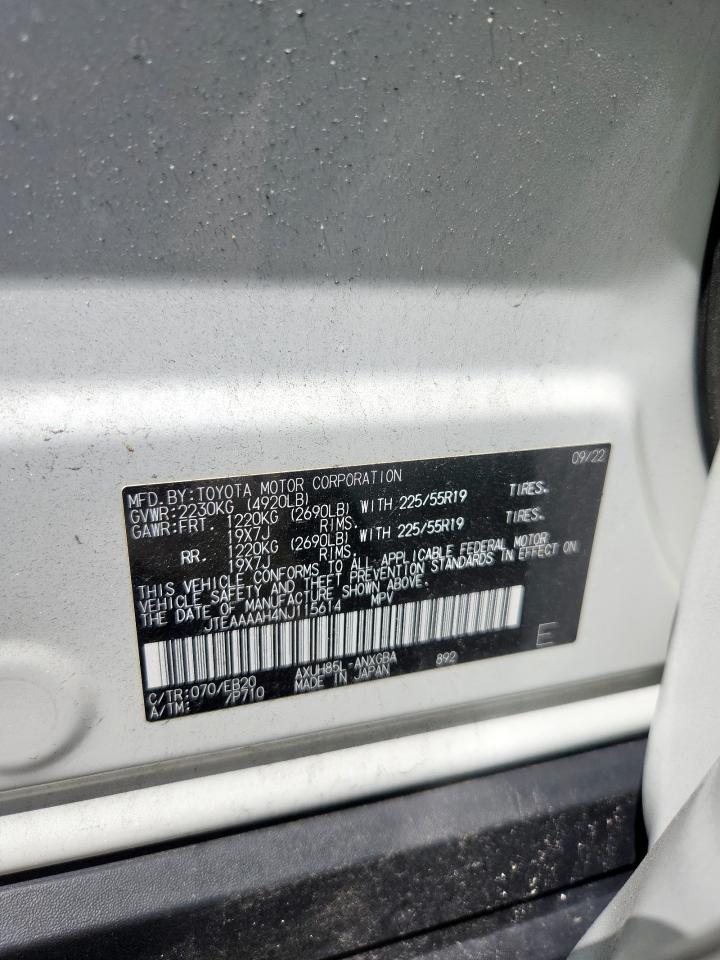 09/22
MFD. BY: TOYOTA MOTOR CORPORATION
GVWR: 2230KG (4920LB)
GAWR: FRT. 1220KG (2690LB) WITH 225/55R19 TIRES.
19X7J RIMS.
RR. 1220KG (2690LB) WITH 225/55R19 TIRES.
19X7J RIMS.
THIS VEHICLE CONFORMS TO ALL APPLICABLE FEDERAL MOTOR
VEHICLE SAFETY AND THEFT PREVENTION STANDARDS IN EFFECT ON
THE DATE OF MANUFACTURE SHOWN ABOVE.
JTEAAAAH4NJ115614 MPV
E
C/TR: 070/EB20 AXUH85L-ANXGBA 892
A/TM: /P710 MADE IN JAPAN